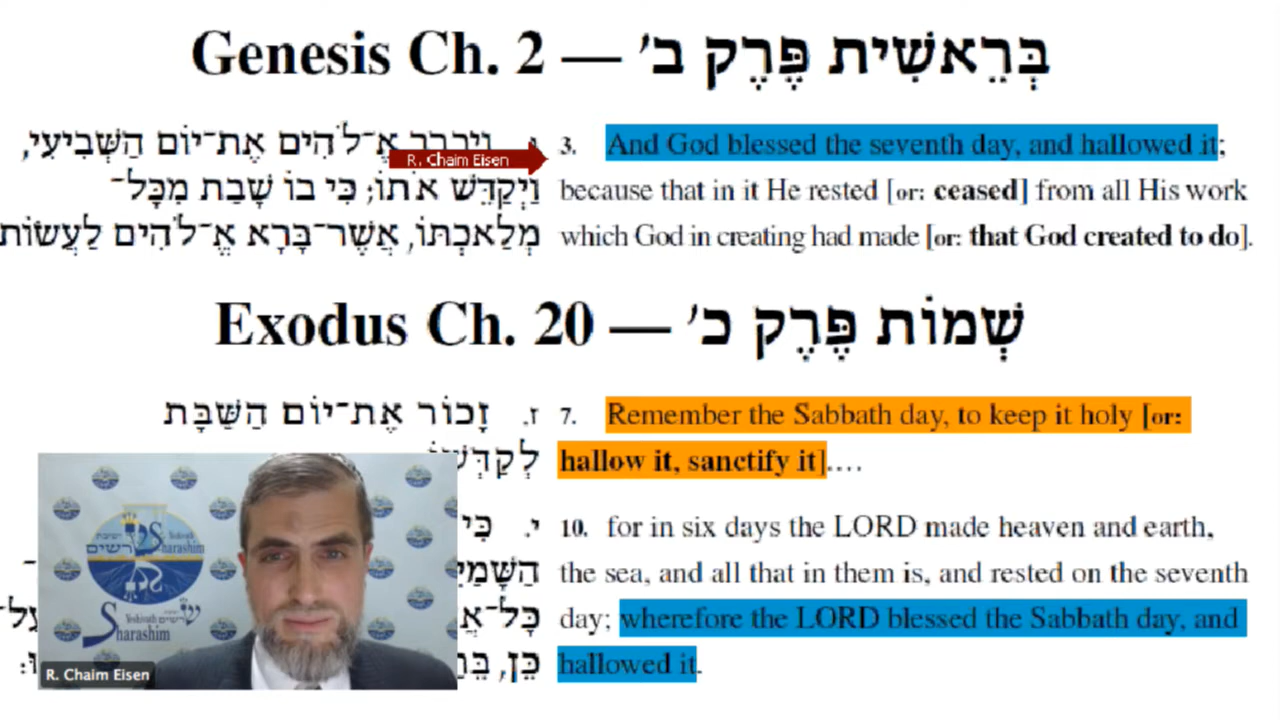 Genesis Ch. 2 — בְּרֵאשִׁית פֶּרֶק ב׳
אֱ־לֹהִים אֶת־יוֹם הַשְּׁבִיעִי,
וַיְקַדֵּשׁ אֹתוֹ; כִּי בוֹ שָׁבַת מִכָּל־
מְלַאכְתּוֹ, אֲשֶׁר־בָּרָא אֱ־לֹהִים לַעֲשׂוֹת
R. Chaim Eisen
3. And God blessed the seventh day, and hallowed it;
because that in it He rested [or: ceased] from all His work
which God in creating had made [or: that God created to do].
Exodus Ch. 20 — שְׁמוֹת פֶּרֶק כ׳
ז. זָכוֹר אֶת־יוֹם הַשַּׁבָּת
7. Remember the Sabbath day, to keep it holy [or:
hallow it, sanctify it]....
י. כִּי
10. for in six days the LORD made heaven and earth,
the sea, and all that in them is, and rested on the seventh
day; wherefore the LORD blessed the Sabbath day, and
hallowed it.
כֵּן,
ישיבת שרשים
Yeshivath Sharashim
R. Chaim Eisen